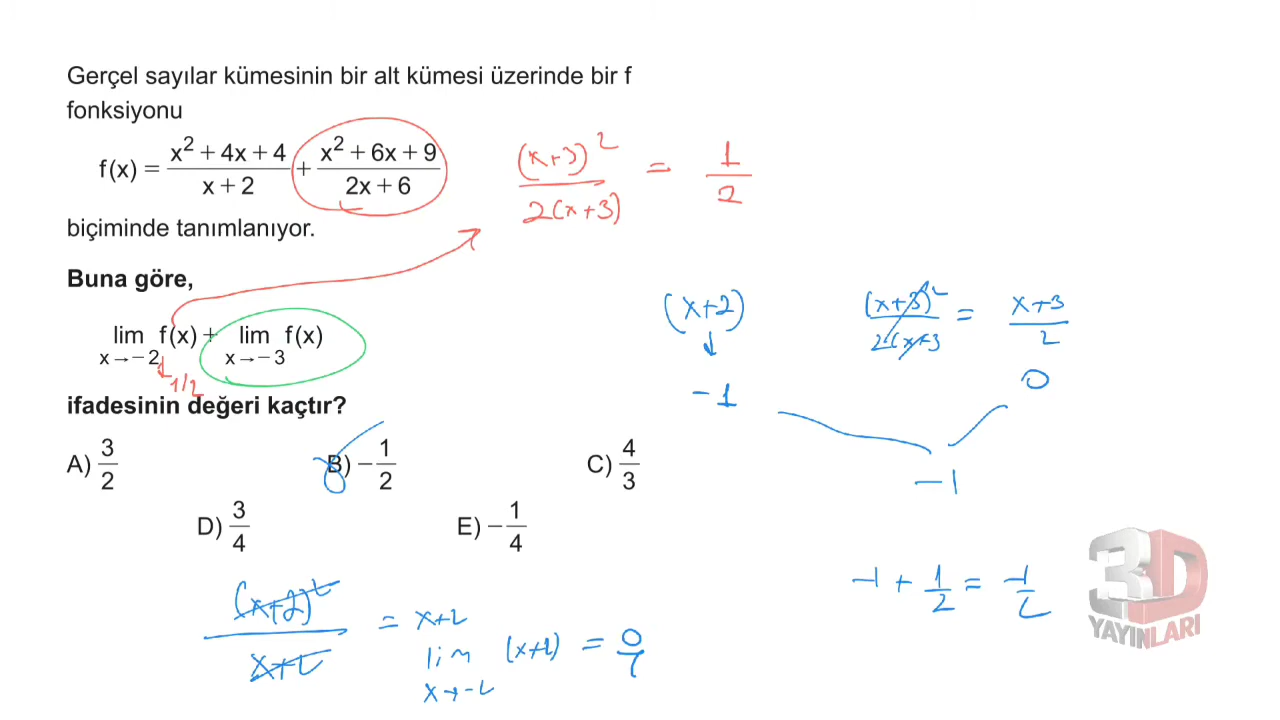 Gerçel sayılar kümesinin bir alt kümesi üzerinde bir f
fonksiyonu
f(x) = (x² + 4x + 4)/(x + 2) + (x² + 6x + 9)/(2x + 6)
(x+3)²/2(x+3) = 1/2
biçiminde tanımlanıyor.
Buna göre,
lim x→−2 f(x) + lim x→−3 f(x)
1/2
(x+2)
(x+3)²/2(x+3 = x+3/2
-1
0
-1
ifadesinin değeri kaçtır?
A) 3/2
B) −1/2
C) 4/3
D) 3/4
E) −1/4
(x+2)²/x+2 = x+2
lim x→-2 (x+2) = 0
-1 + 1/2 = -1/2
3D
YAYINLARI